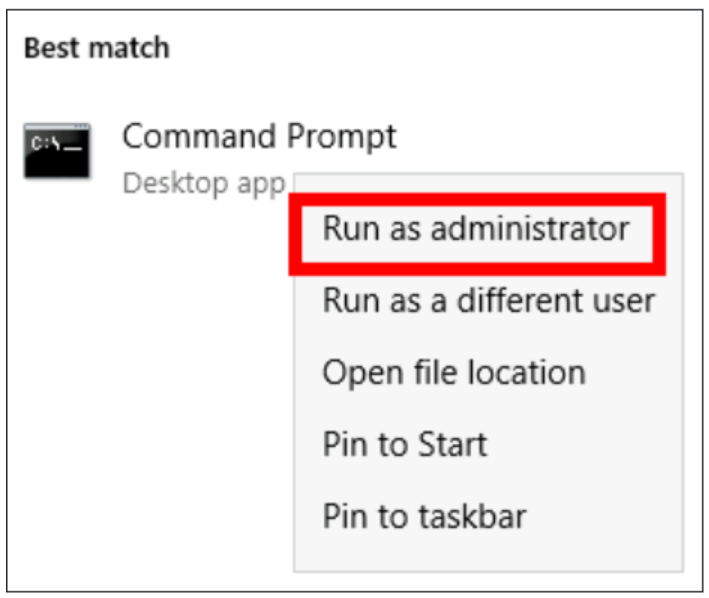 Best match
C:\_
Command Prompt
Desktop app
Run as administrator
Run as a different user
Open file location
Pin to Start
Pin to taskbar